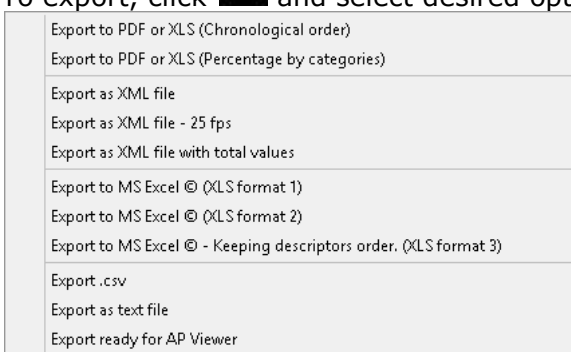 To export, click and select desired opt
Export to PDF or XLS (Chronological order)
Export to PDF or XLS (Percentage by categories)
Export as XML file
Export as XML file - 25 fps
Export as XML file with total values
Export to MS Excel © (XLS format 1)
Export to MS Excel © (XLS format 2)
Export to MS Excel © - Keeping descriptors order. (XLS format 3)
Export .csv
Export as text file
Export ready for AP Viewer